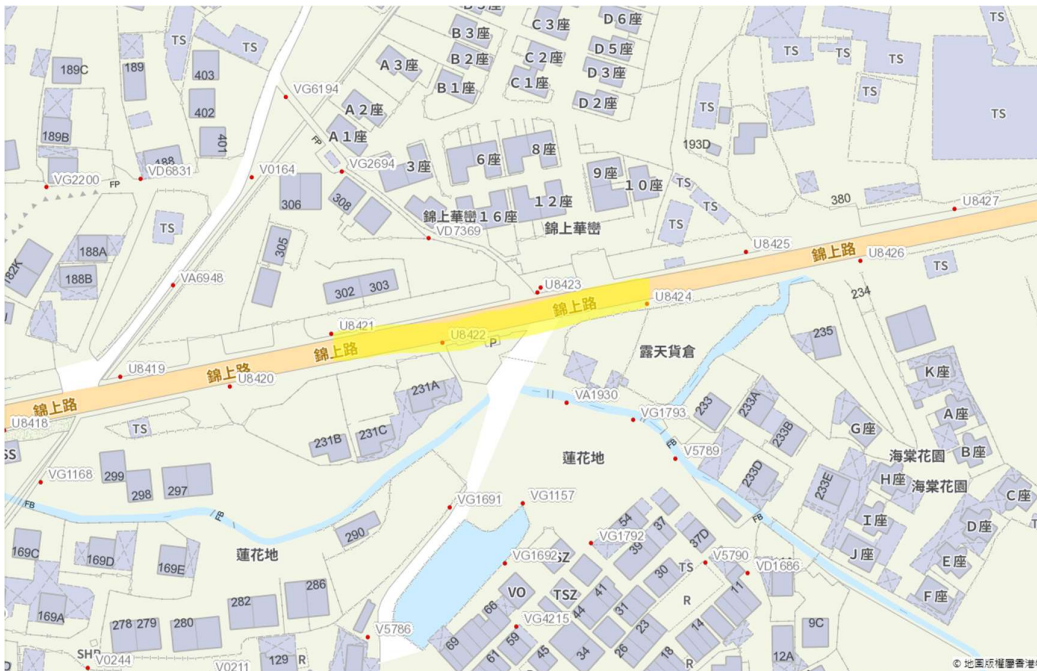 B 3座
C 3座
D 6座
TS
189C
189
403
A 3座
B 2座
C 2座
D 5座
TS
TS
TS
B 1座
C 1座
D 3座
402
VG6194
A 2座
D 2座
TS
TS
TS
189B
401
A 1座
FP
193D
188
VG2694
3座
6座
8座
VG2200
FP
VD6831
V0164
9座
10座
TS
306
308
12座
380
U8427
TS
錦上華巒16座
錦上華巒
TS
TS
188A
305
VD7369
U8425
錦上路
U8426
182K
188B
VA6948
302
303
U8423
錦上路
U8424
TS
234
U8421
U8422
錦上路
P
235
露天貨倉
U8419
錦上路
U8420
K座
錦上路
231A
VA1930
233
233A
A座
U8418
TS
231B
231C
VG1793
233B
G座
B座
SS
299
蓮花地
V5789
海棠花園
VG1168
298
297
233D
233E
H座
海棠花園
C座
FB
FB
VG1691
VG1157
FB
I座
D座
169C
蓮花地
290
54
37
37D
169D
169E
VG1792
39
J座
E座
VG1692
SZ
TS
V5790
VD1686
286
VO
TSZ
41
30
11
F座
169A
282
66
44
31
R
278
279
280
V5786
69
59
VG4215
23
14
9C
SHR
V0244
V0211
129
R
61
34
26
18
R
12A
© 地圖版權屬香港